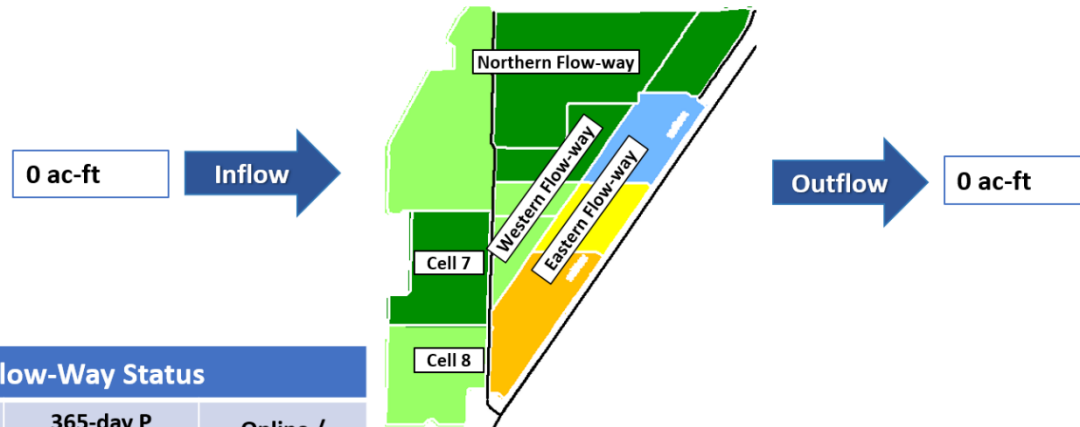 Northern Flow-way
0 ac-ft
Inflow
Western Flow-way
Eastern Flow-way
Outflow
0 ac-ft
Cell 7
Cell 8
low-Way Status
365-day P
Online /